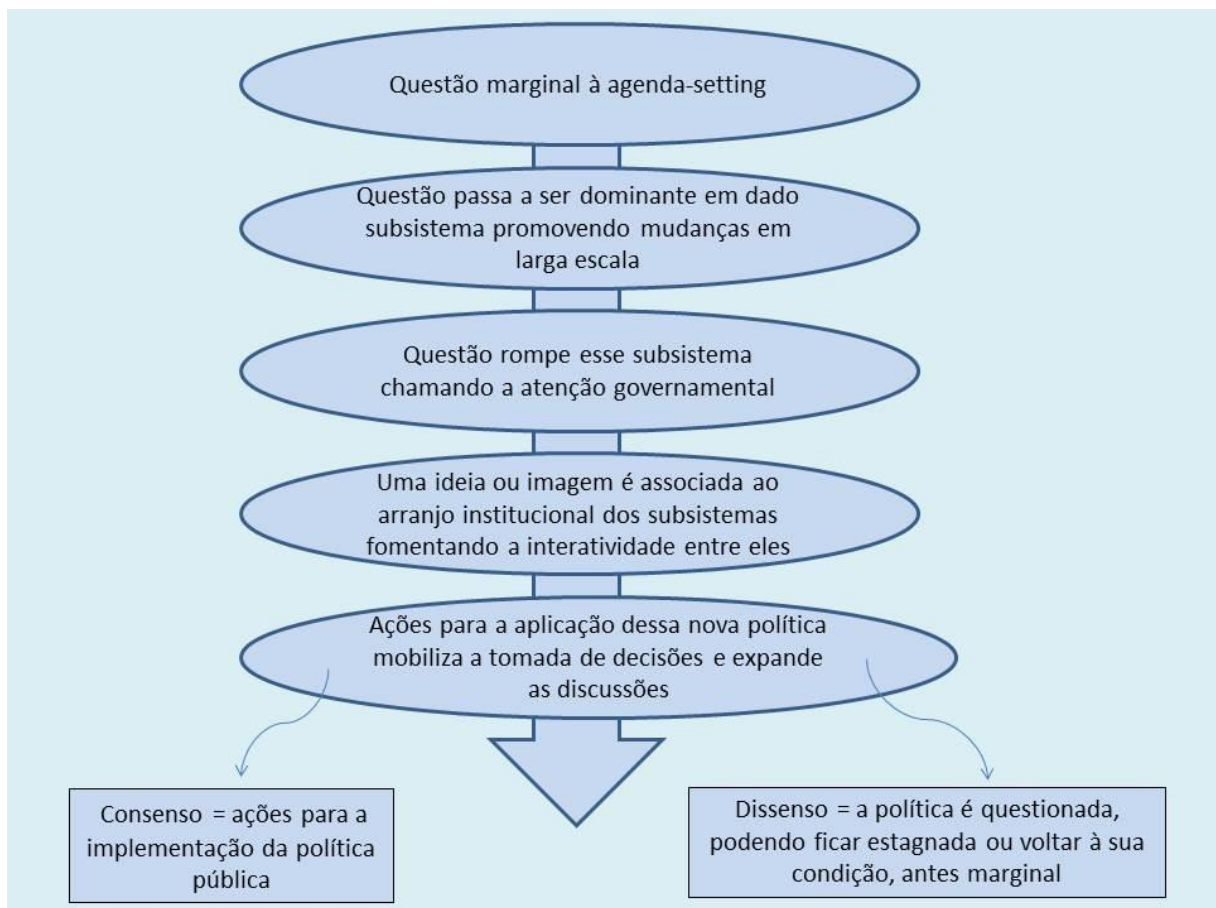 Questão marginal à agenda-setting
Questão passa a ser dominante em dado
subsistema promovendo mudanças em
larga escala
Questão rompe esse subsistema
chamando a atenção governamental
Uma ideia ou imagem é associada ao
arranjo institucional dos subsistemas
fomentando a interatividade entre eles
Ações para a aplicação dessa nova política
mobiliza a tomada de decisões e expande
as discussões
Consenso = ações para a
implementação da política
pública
Dissenso = a política é questionada,
podendo ficar estagnada ou voltar à sua
condição, antes marginal